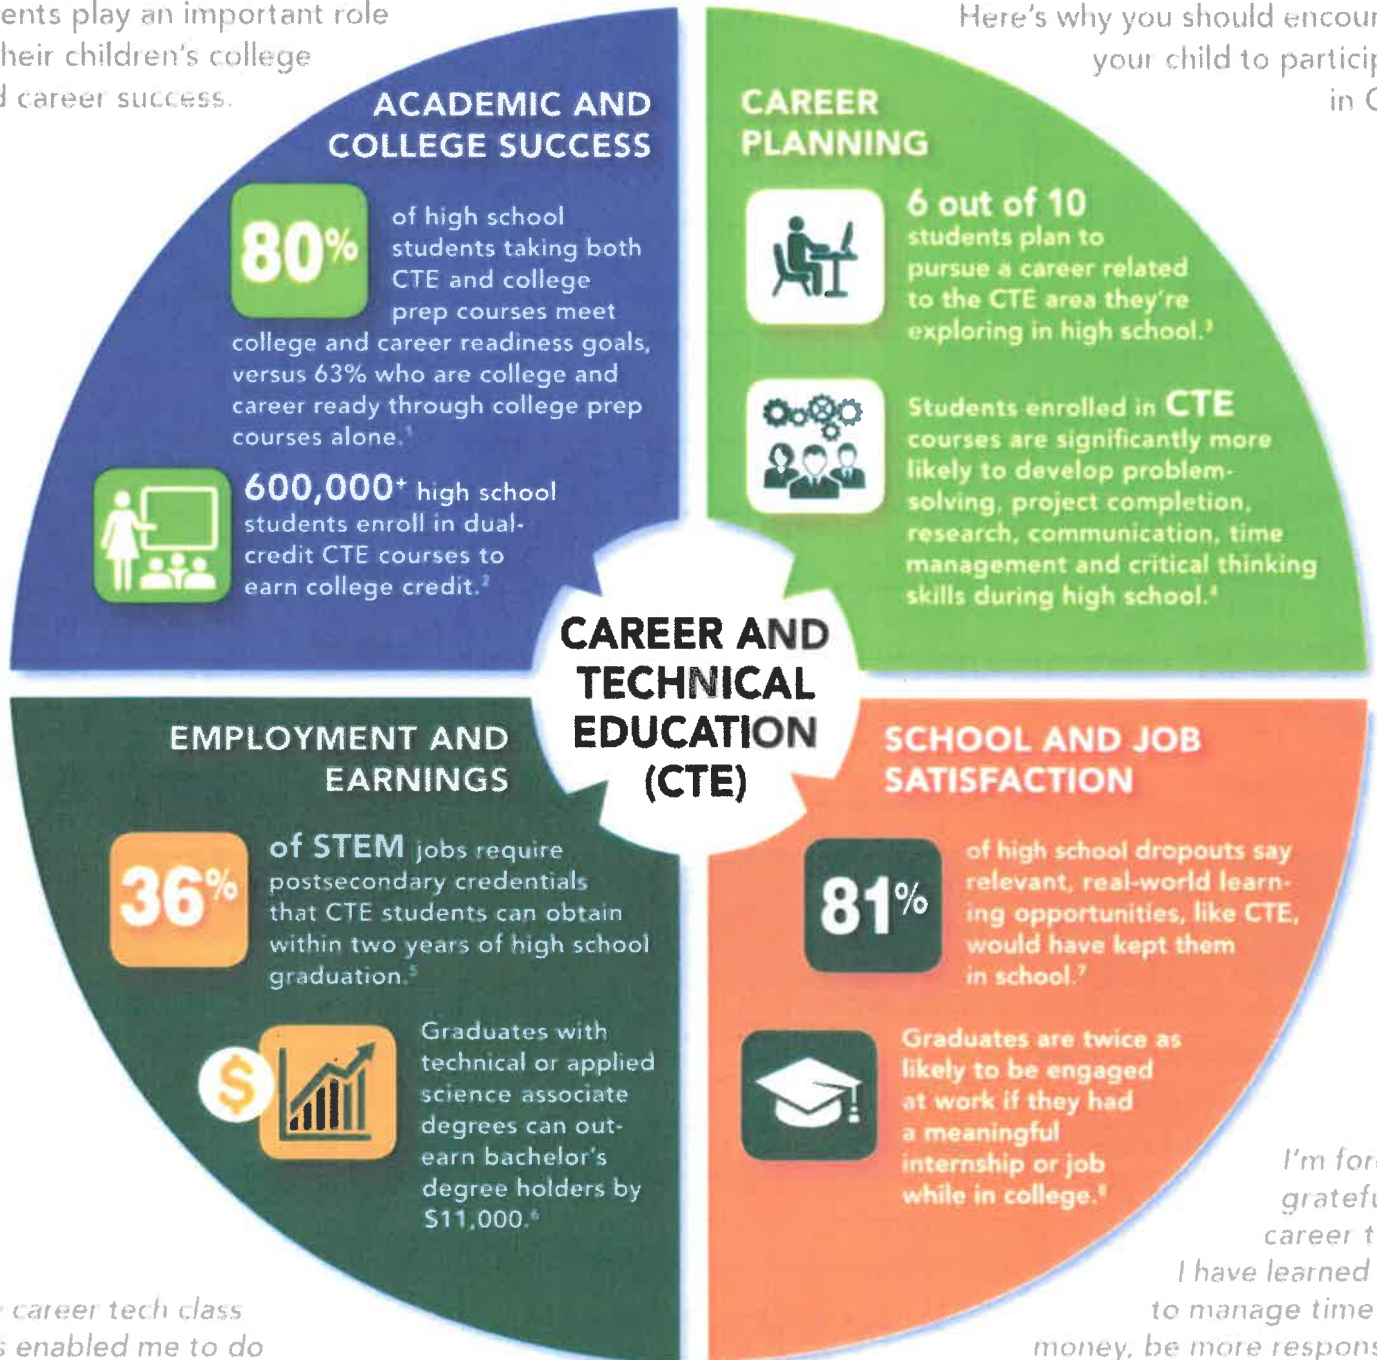 ents play an important role
heir children's college
d career success.
Here's why you should encour
your child to particip
in C
ACADEMIC AND
COLLEGE SUCCESS
80%
of high school
students taking both
CTE and college
prep courses meet
college and career readiness goals,
versus 63% who are college and
career ready through college prep
courses alone.¹
600,000+ high school
students enroll in dual-
credit CTE courses to
earn college credit.²
CAREER
PLANNING
6 out of 10
students plan to
pursue a career related
to the CTE area they're
exploring in high school.³
Students enrolled in CTE
courses are significantly more
likely to develop problem-
solving, project completion,
research, communication, time
management and critical thinking
skills during high school.⁴
CAREER AND
TECHNICAL
EDUCATION
(CTE)
EMPLOYMENT AND
EARNINGS
36%
of STEM jobs require
postsecondary credentials
that CTE students can obtain
within two years of high school
graduation.⁵
$
Graduates with
technical or applied
science associate
degrees can out-
earn bachelor's
degree holders by
$11,000.⁶
SCHOOL AND JOB
SATISFACTION
81%
of high school dropouts say
relevant, real-world learn-
ing opportunities, like CTE,
would have kept them
in school.⁷
Graduates are twice as
likely to be engaged
at work if they had
a meaningful
internship or job
while in college.⁸
career tech class
s enabled me to do
I'm for
gratefu
career t
I have learned
to manage time
money, be more respons